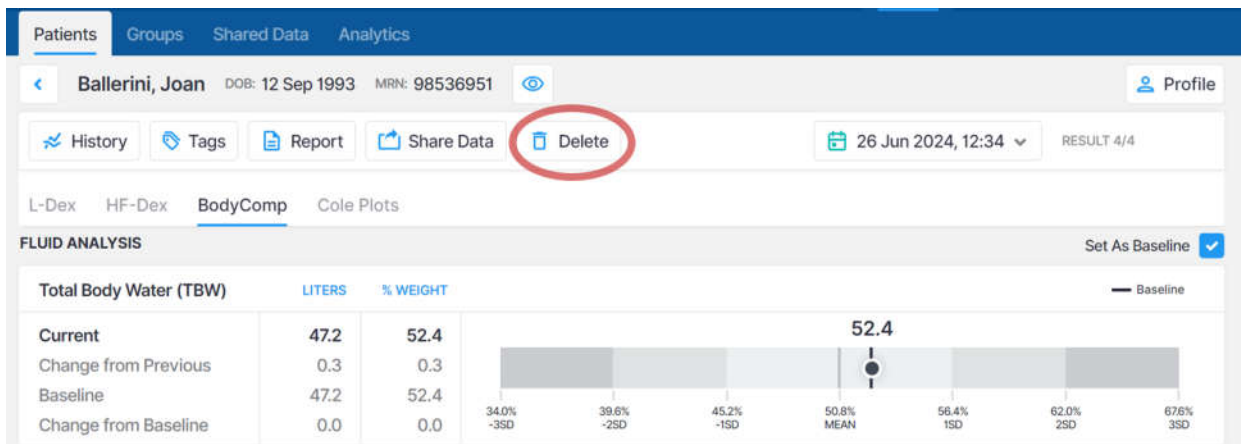 Patients Groups Shared Data Analytics
Ballerini, Joan DOB: 12 Sep 1993 MRN: 98536951 Profile
History Tags Report Share Data Delete 26 Jun 2024, 12:34 RESULT 4/4
L-Dex HF-Dex BodyComp Cole Plots
FLUID ANALYSIS Set As Baseline
Total Body Water (TBW) LITERS % WEIGHT Baseline
52.4
Current 47.2 52.4
Change from Previous 0.3 0.3
Baseline 47.2 52.4
Change from Baseline 0.0 0.0
34.0% 39.6% 45.2% 50.8% 56.4% 62.0% 67.6%
-3SD -2SD -1SD MEAN 1SD 2SD 3SD